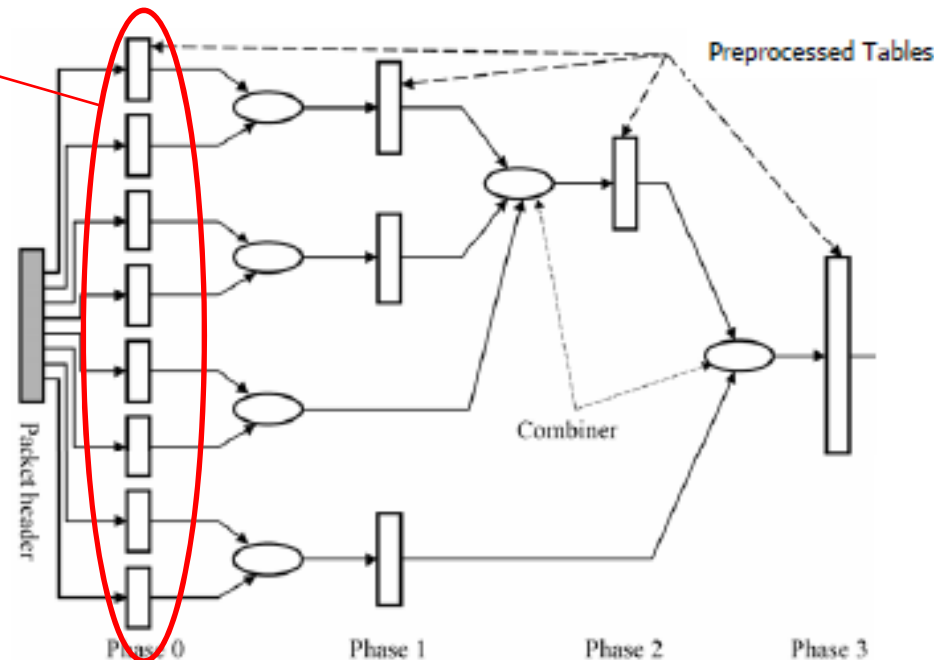 Preprocessed Tables
Packet header
Combiner
Phase 0
Phase 1
Phase 2
Phase 3